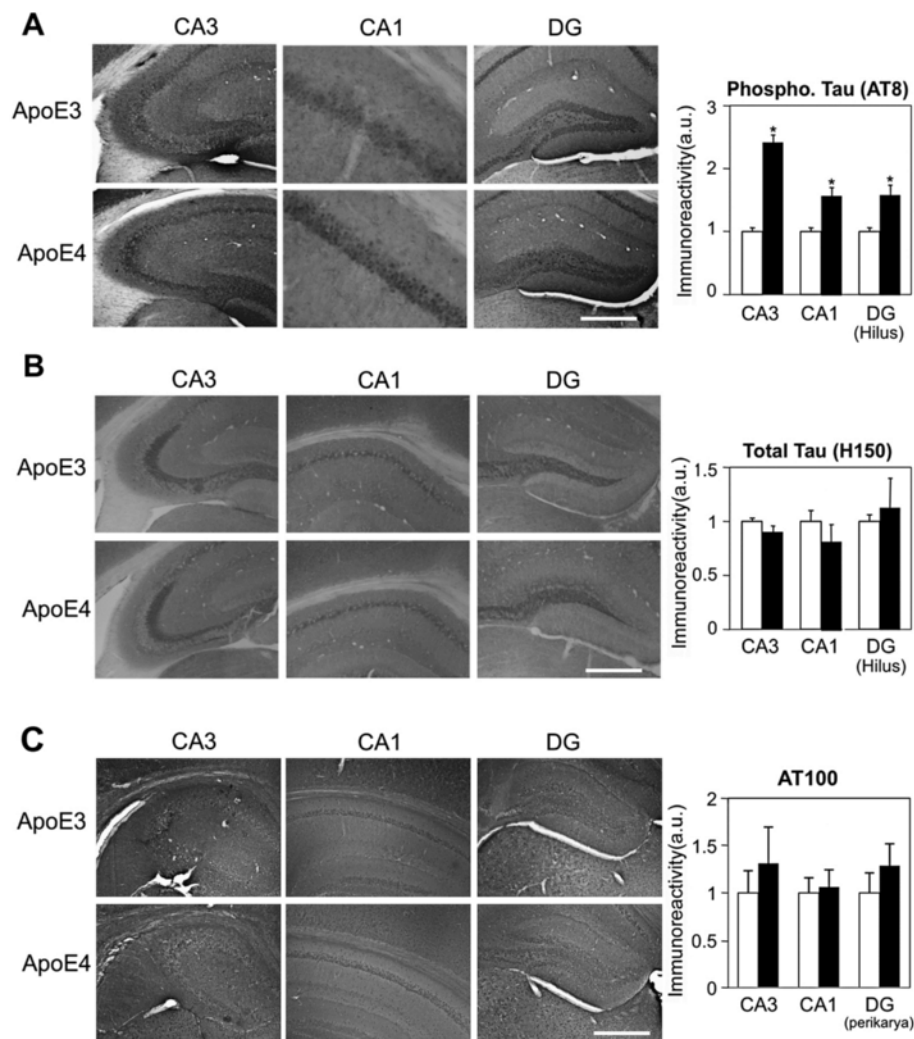 A
CA3 CA1 DG
ApoE3
ApoE4
Phospho. Tau (AT8)
Immunoreactivity(a.u.)
3
2
1
0
* * *
CA3 CA1 DG
(Hilus)
B
CA3 CA1 DG
ApoE3
ApoE4
Total Tau (H150)
Immunoreactivity(a.u.)
1.5
1
0.5
0
CA3 CA1 DG
(Hilus)
C
CA3 CA1 DG
ApoE3
ApoE4
AT100
Immunoreactivity(a.u.)
2
1.5
1
0.5
0
CA3 CA1 DG
(perikarya)